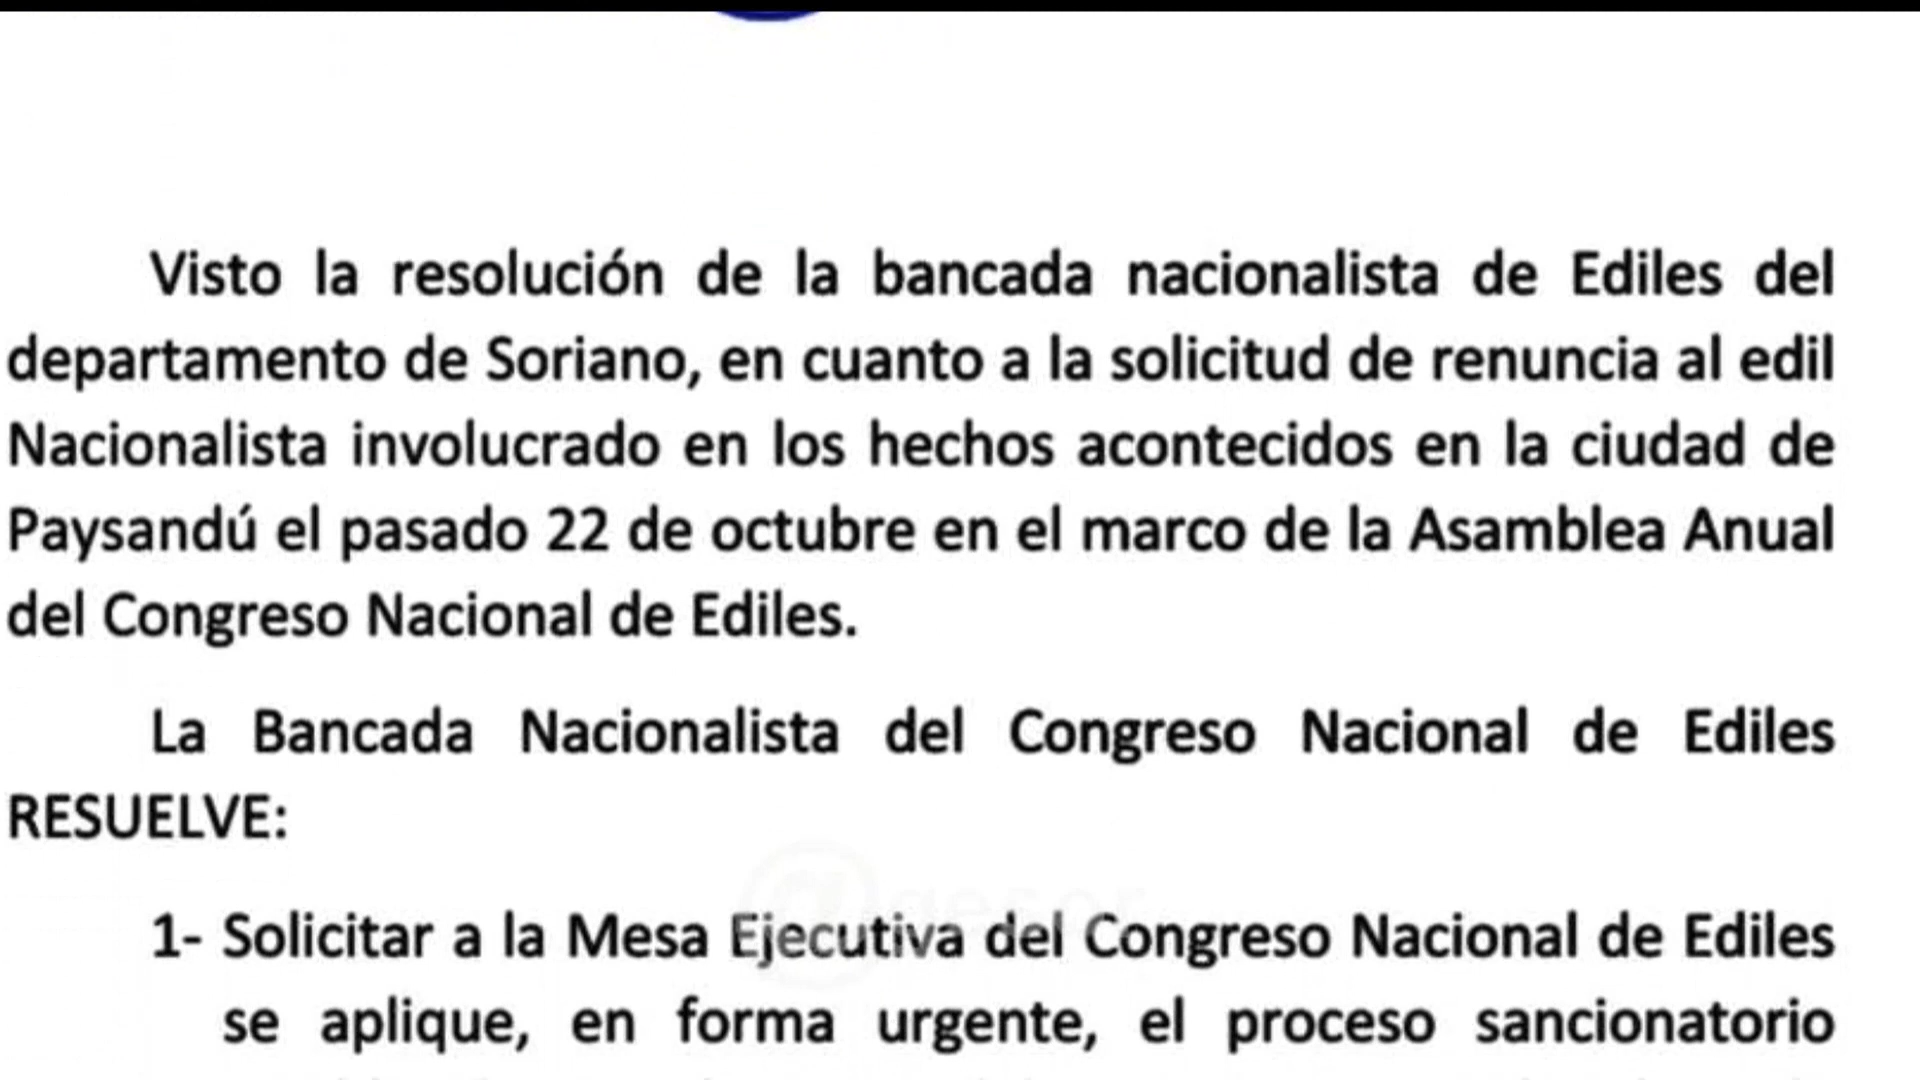 Visto la resolución de la bancada nacionalista de Ediles del
departamento de Soriano, en cuanto a la solicitud de renuncia al edil
Nacionalista involucrado en los hechos acontecidos en la ciudad de
Paysandú el pasado 22 de octubre en el marco de la Asamblea Anual
del Congreso Nacional de Ediles.
La Bancada Nacionalista del Congreso Nacional de Ediles
RESUELVE:
1- Solicitar a la Mesa Ejecutiva del Congreso Nacional de Ediles
se aplique, en forma urgente, el proceso sancionatorio